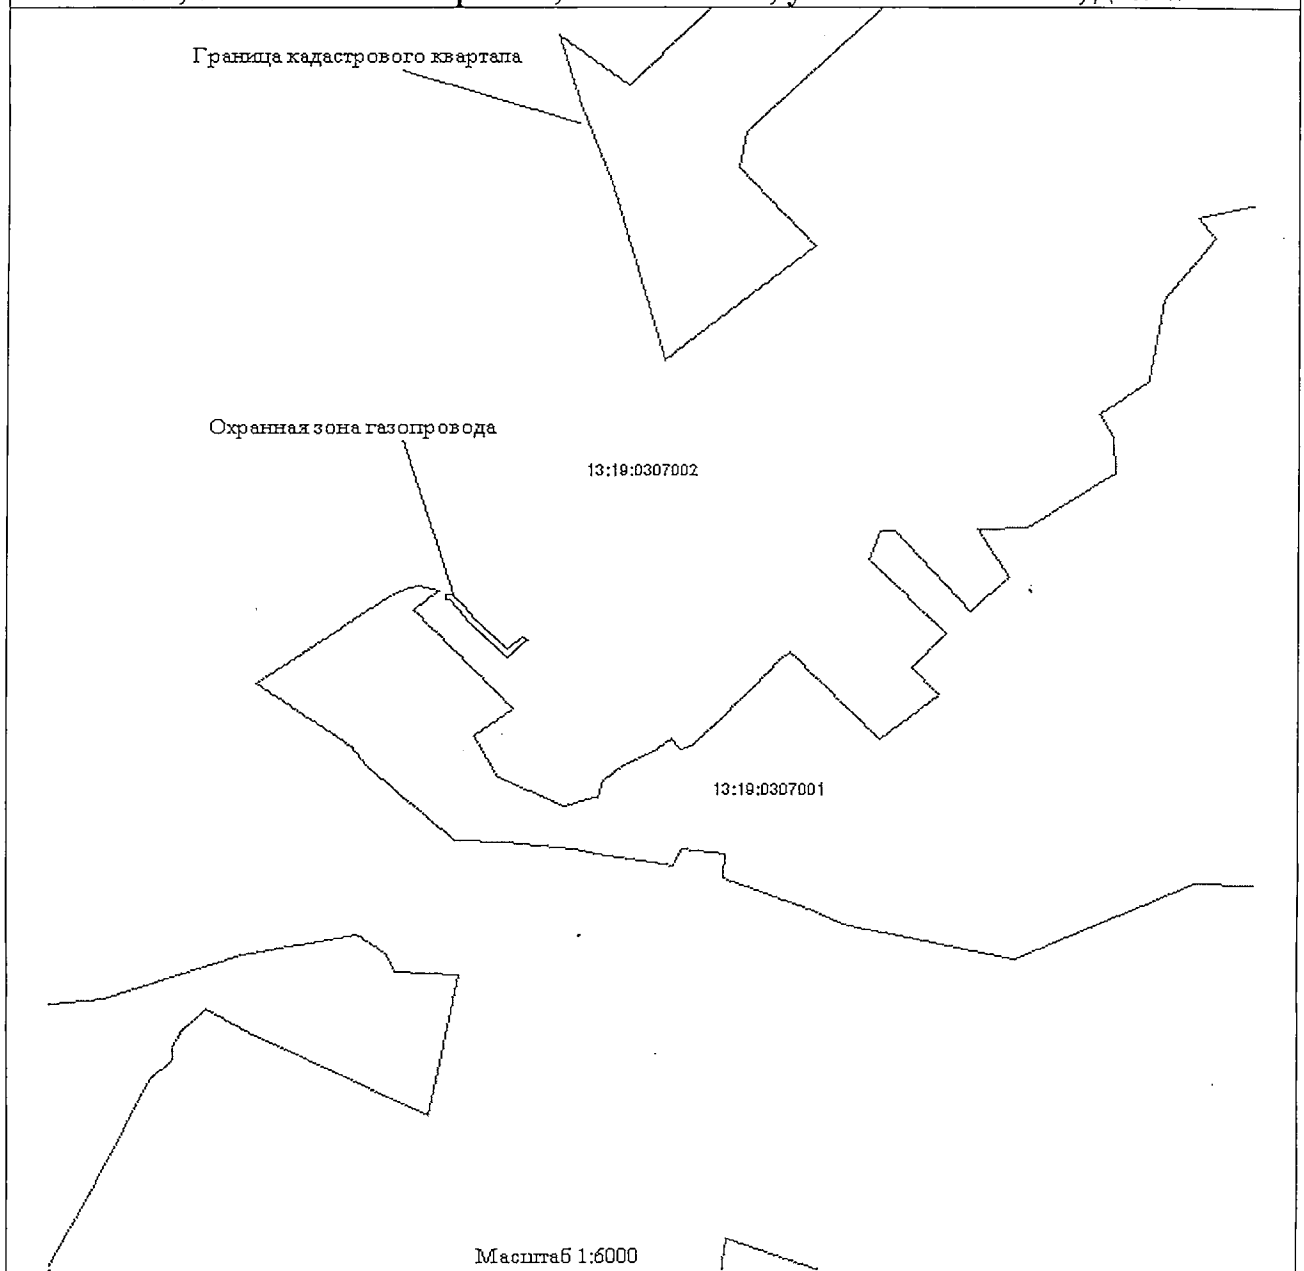 Граница кадастрового квартала
Охранная зона газопровода
13:19:0307002
13:19:0307001
Масштаб 1:6000